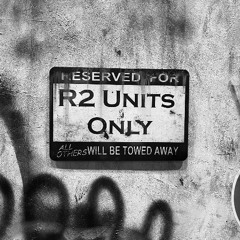 RESERVED FOR
R2 UNITS
ONLY
ALL OTHERS WILL BE TOWED AWAY